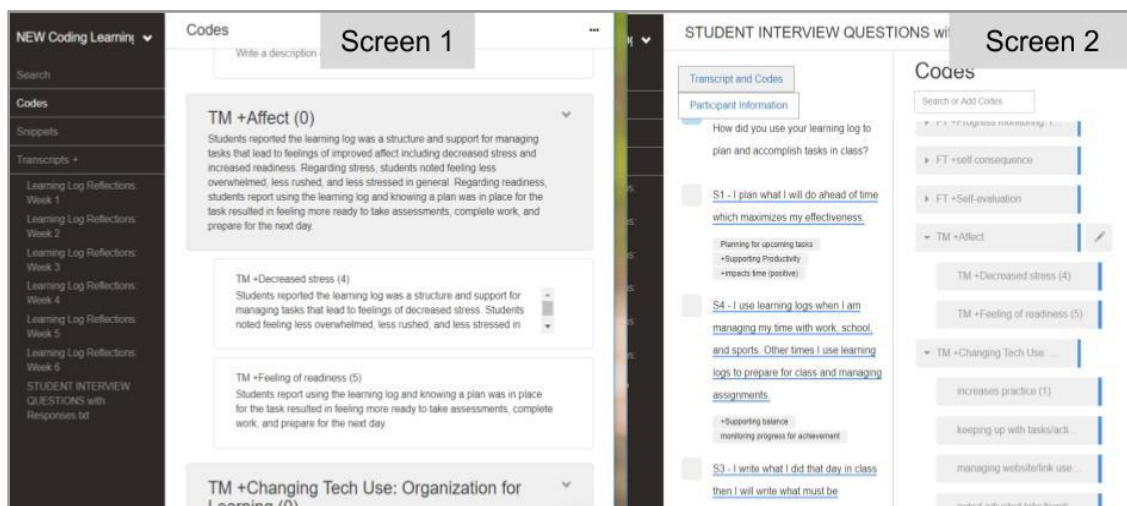 NEW Coding Learning
Search
Codes
Snippets
Transcripts +
Learning Log Reflections:
Week 1
Learning Log Reflections:
Week 2
Learning Log Reflections:
Week 3
Learning Log Reflections:
Week 4
Learning Log Reflections:
Week 5
Learning Log Reflections:
Week 6
STUDENT INTERVIEW
QUESTIONS with
Responses.txt
Codes
Screen 1
Write a description
TM +Affect (0)
Students reported the learning log was a structure and support for managing
tasks that lead to feelings of improved affect including decreased stress and
increased readiness. Regarding stress, students noted feeling less
overwhelmed, less rushed, and less stressed in general. Regarding readiness,
students report using the learning log and knowing a plan was in place for the
task resulted in feeling more ready to take assessments, complete work, and
prepare for the next day.
TM +Decreased stress (4)
Students reported the learning log was a structure and support for
managing tasks that lead to feelings of decreased stress. Students
noted feeling less overwhelmed, less rushed, and less stressed in
TM +Feeling of readiness (5)
Students report using the learning log and knowing a plan was in place
for the task resulted in feeling more ready to take assessments, complete
work, and prepare for the next day.
TM +Changing Tech Use: Organization for
Learning (0)
STUDENT INTERVIEW QUESTIONS wi
Screen 2
Transcript and Codes
Participant Information
How did you use your learning log to
plan and accomplish tasks in class?
S1 - I plan what I will do ahead of time
which maximizes my effectiveness.
Planning for upcoming tasks
+Supporting Productivity
+impacts time (positive)
S4 - I use learning logs when I am
managing my time with work, school,
and sports. Other times I use learning
logs to prepare for class and managing
assignments.
+Supporting balance
monitoring progress for achievement
S3 - I write what I did that day in class
then I will write what must be
Codes
Search or Add Codes
FT +Progress monitoring:
FT +self consequence
FT +Self-evaluation
TM +Affect
TM +Decreased stress (4)
TM +Feeling of readiness (5)
TM +Changing Tech Use: ...
increases practice (1)
keeping up with tasks/acti...
managing website/link use...